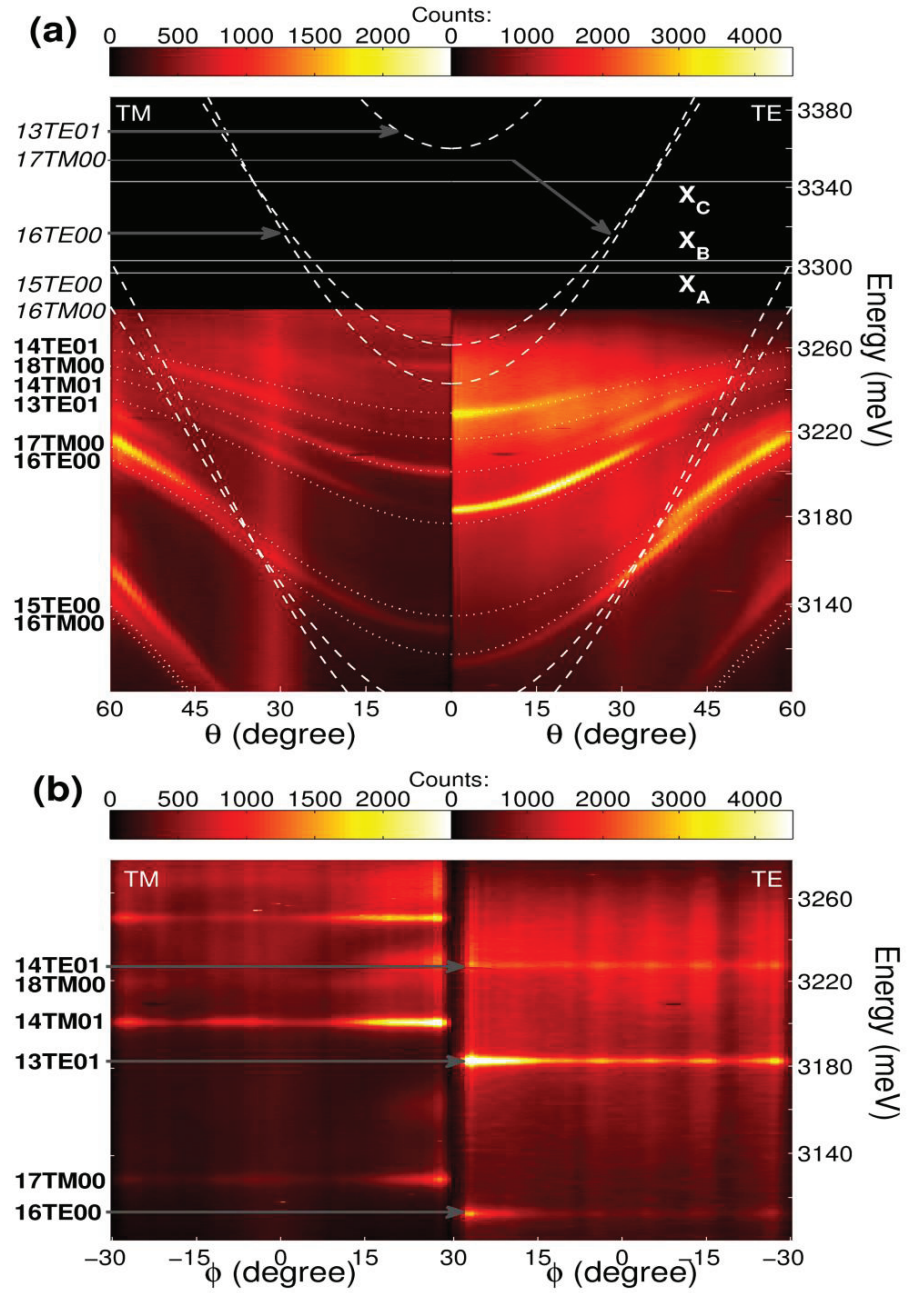 (a)
Counts:
0 500 1000 1500 2000 0 1000 2000 3000 4000
TM TE
13TE01
17TM00
16TE00
15TE00
16TM00
14TE01
18TM00
14TM01
13TE01
17TM00
16TE00
15TE00
16TM00
X_C
X_B
X_A
3380
3340
3300
3260
3220
3180
3140
Energy (meV)
60 45 30 15 0 15 30 45 60
θ (degree) θ (degree)
(b)
Counts:
0 500 1000 1500 2000 0 1000 2000 3000 4000
TM TE
14TE01
18TM00
14TM01
13TE01
17TM00
16TE00
3260
3220
3180
3140
Energy (meV)
−30 −15 0 15 30 15 0 −15 −30
ϕ (degree) ϕ (degree)